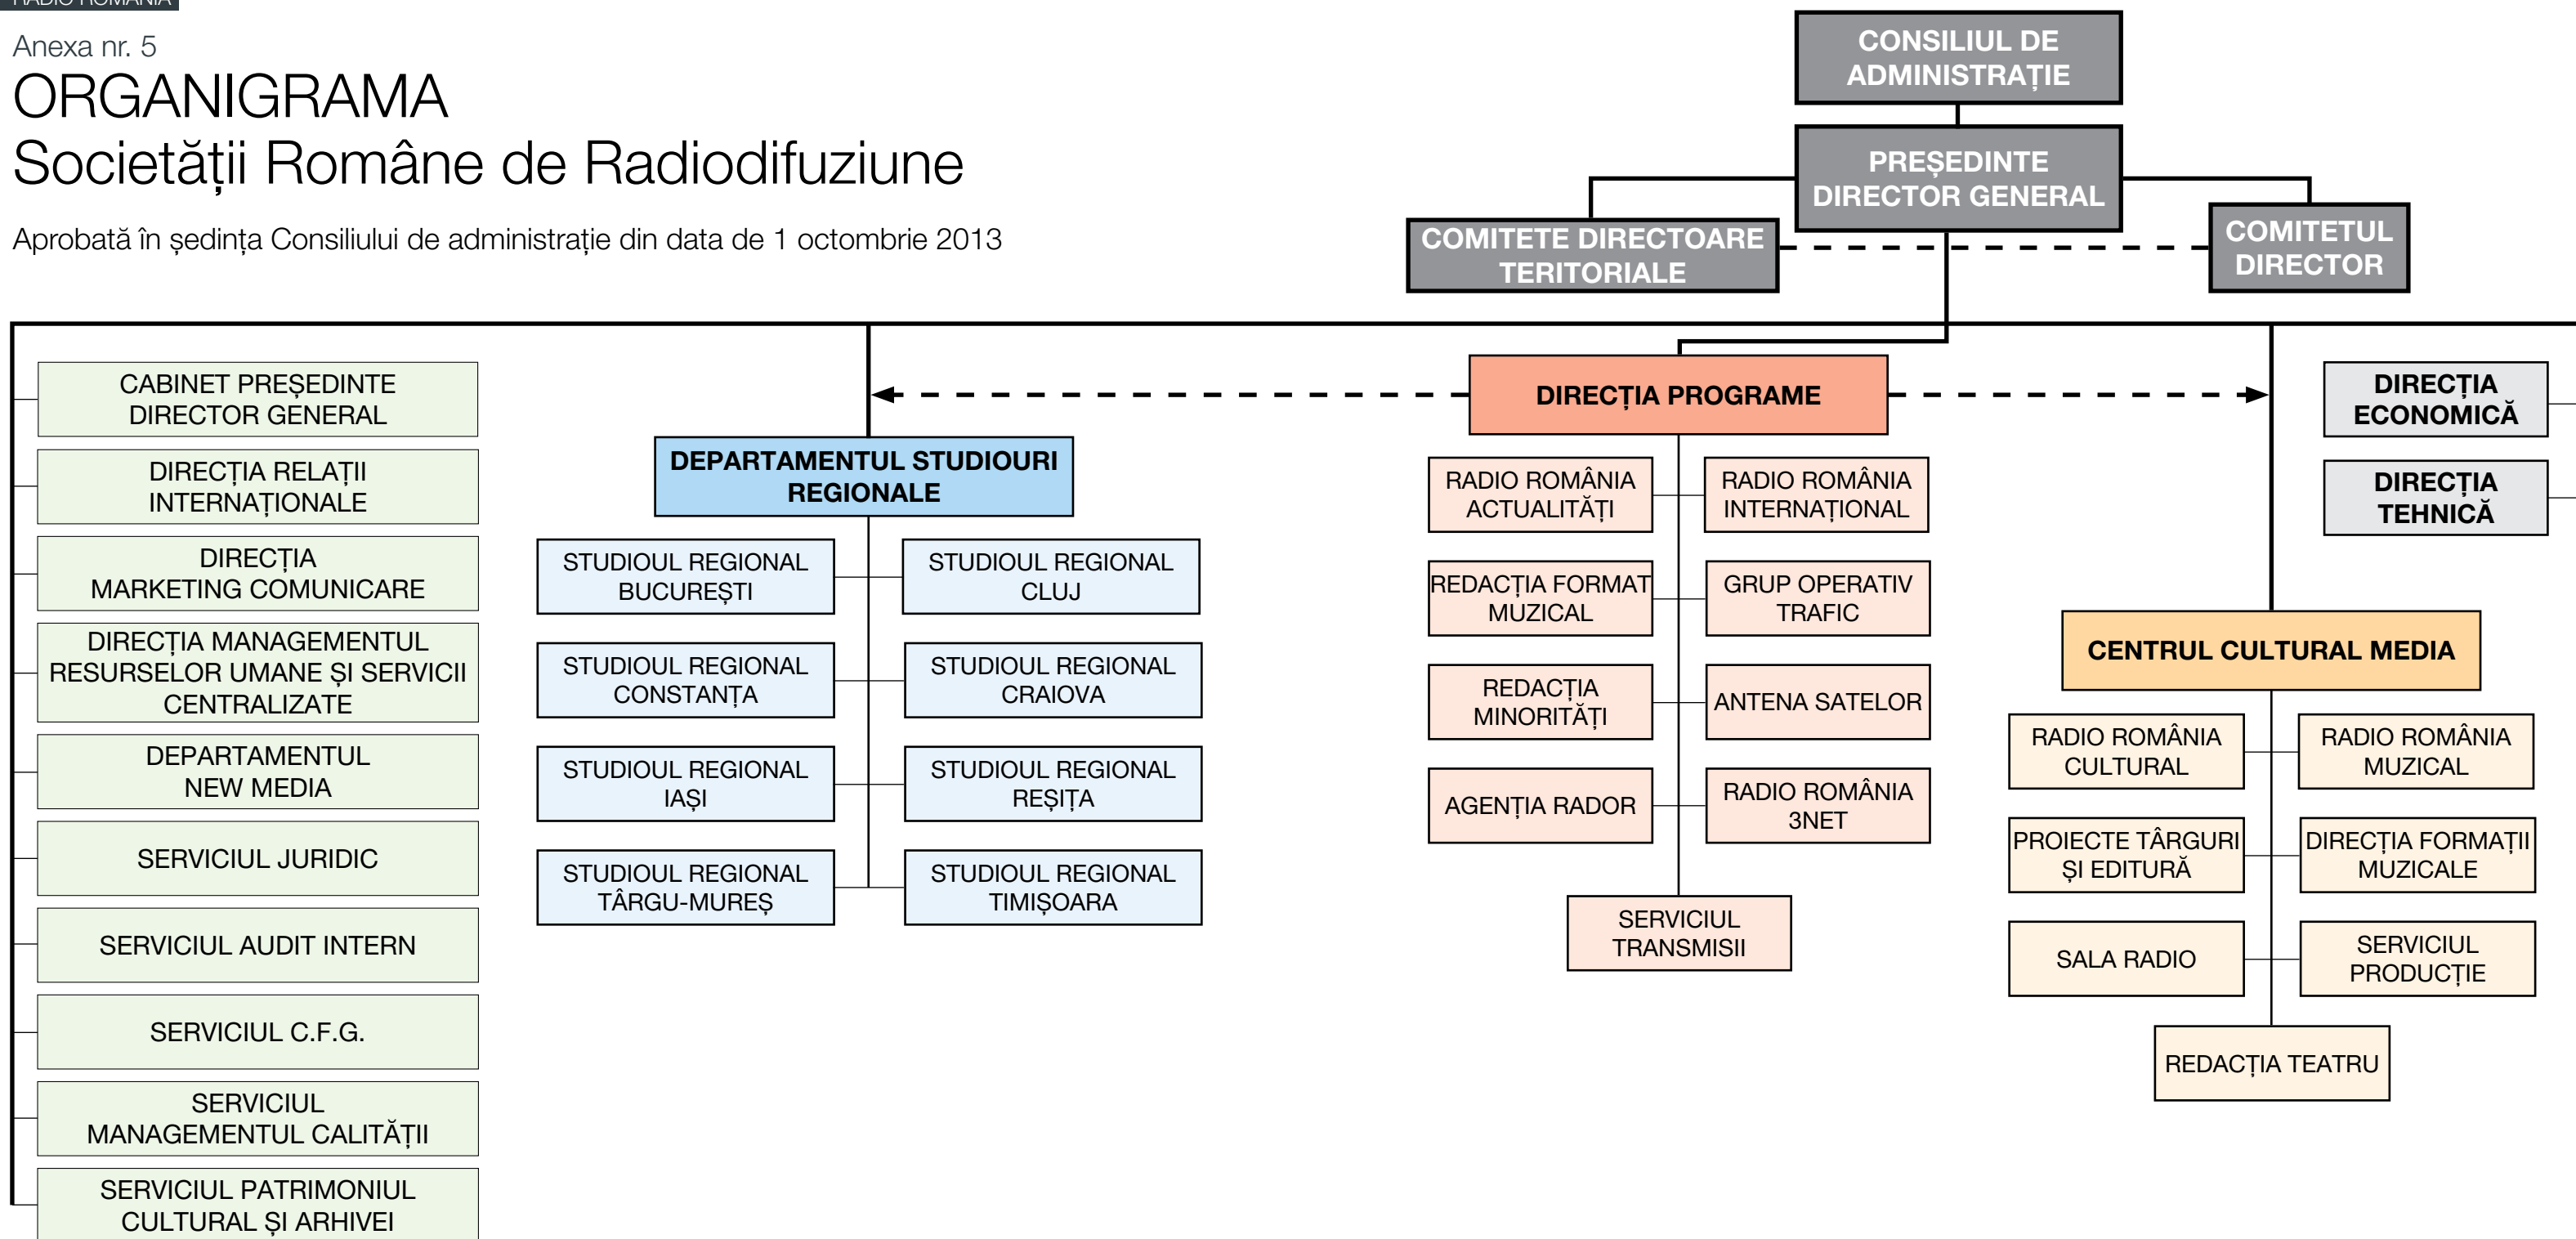 RADIO ROMÂNIA
Anexa nr. 5
ORGANIGRAMA
Societății Române de Radiodifuziune
Aprobată în ședința Consiliului de administrație din data de 1 octombrie 2013
CONSILIUL DE
ADMINISTRAȚIE
PREȘEDINTE
DIRECTOR GENERAL
COMITETE DIRECTOARE
TERITORIALE
COMITETUL
DIRECTOR
CABINET PREȘEDINTE
DIRECTOR GENERAL
DIRECȚIA RELAȚII
INTERNAȚIONALE
DIRECȚIA
MARKETING COMUNICARE
DIRECȚIA MANAGEMENTUL
RESURSELOR UMANE ȘI SERVICII
CENTRALIZATE
DEPARTAMENTUL
NEW MEDIA
SERVICIUL JURIDIC
SERVICIUL AUDIT INTERN
SERVICIUL C.F.G.
SERVICIUL
MANAGEMENTUL CALITĂȚII
SERVICIUL PATRIMONIUL
CULTURAL ȘI ARHIVEI
DEPARTAMENTUL STUDIOURI
REGIONALE
STUDIOUL REGIONAL
BUCUREȘTI
STUDIOUL REGIONAL
CLUJ
STUDIOUL REGIONAL
CONSTANȚA
STUDIOUL REGIONAL
CRAIOVA
STUDIOUL REGIONAL
IAȘI
STUDIOUL REGIONAL
REȘIȚA
STUDIOUL REGIONAL
TÂRGU-MUREȘ
STUDIOUL REGIONAL
TIMIȘOARA
DIRECȚIA PROGRAME
RADIO ROMÂNIA
ACTUALITĂȚI
RADIO ROMÂNIA
INTERNAȚIONAL
REDACȚIA FORMAT
MUZICAL
GRUP OPERATIV
TRAFIC
REDACȚIA
MINORITĂȚI
ANTENA SATELOR
AGENȚIA RADOR
RADIO ROMÂNIA
3NET
SERVICIUL
TRANSMISII
DIRECȚIA
ECONOMICĂ
DIRECȚIA
TEHNICĂ
CENTRUL CULTURAL MEDIA
RADIO ROMÂNIA
CULTURAL
RADIO ROMÂNIA
MUZICAL
PROIECTE TÂRGURI
ȘI EDITURĂ
DIRECȚIA FORMAȚII
MUZICALE
SALA RADIO
SERVICIUL
PRODUCȚIE
REDACȚIA TEATRU